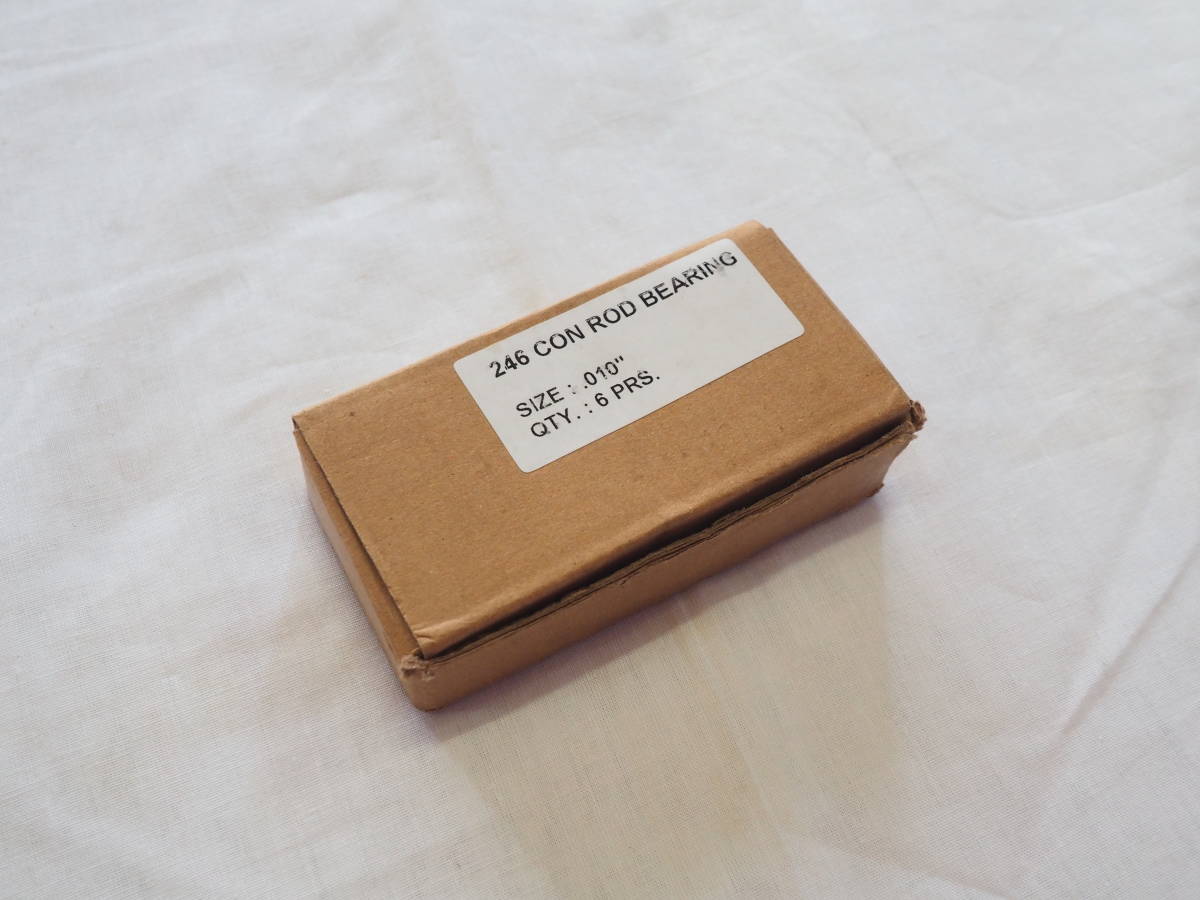 246 CON ROD BEARING
SIZE : .010"
QTY. : 6 PRS.